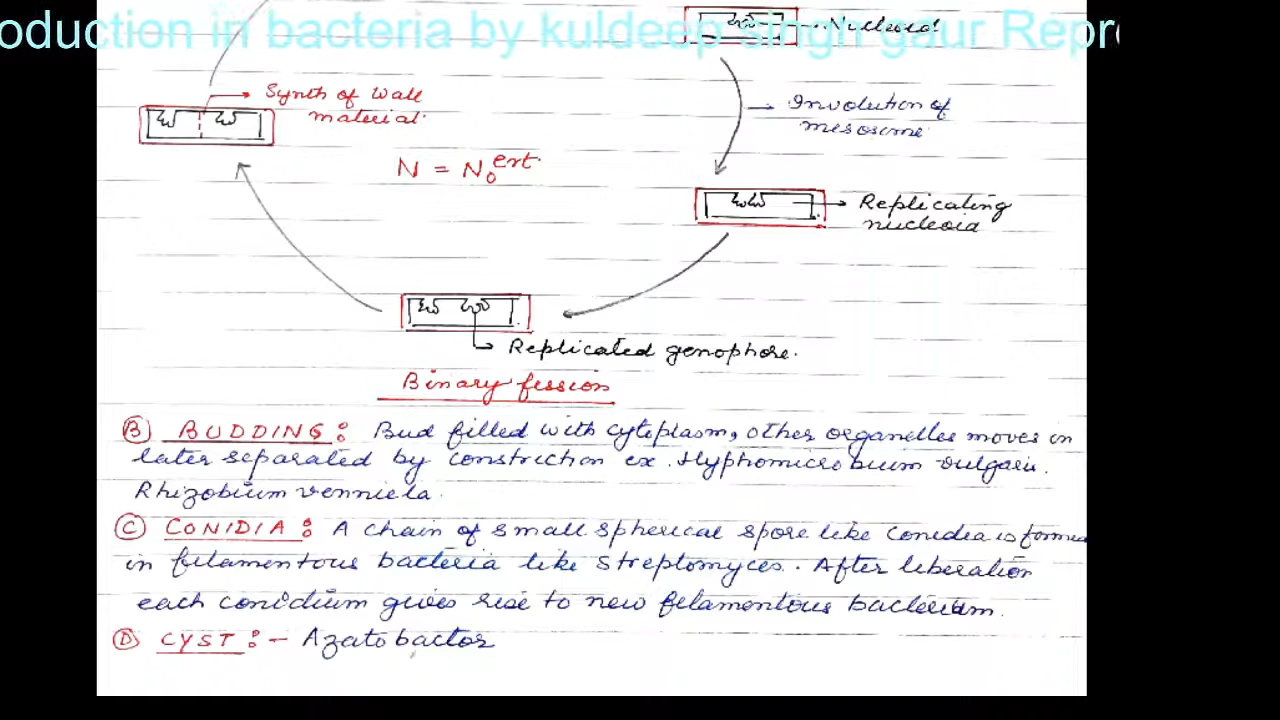 oduction in bacteria by kuldeep singh gaur Repro
Nucleoid
Synth of wall
material.
Involution of
mesosome
N = N₀ert.
Replicating
nucleoid
Replicated genophore.
Binary fission
(B) BUDDING: Bud filled with cytoplasm, other organelles moves in
later separated by constriction ex. Hyphomicrobium vulgaris.
Rhizobium
(C) CONIDIA: A chain of small spherical spore like conidia is formed
in filamentous bacteria like Streptomyces. After liberation
each conidium gives rise to new filamentous bacterium.
(D) CYST:- Azatobactor